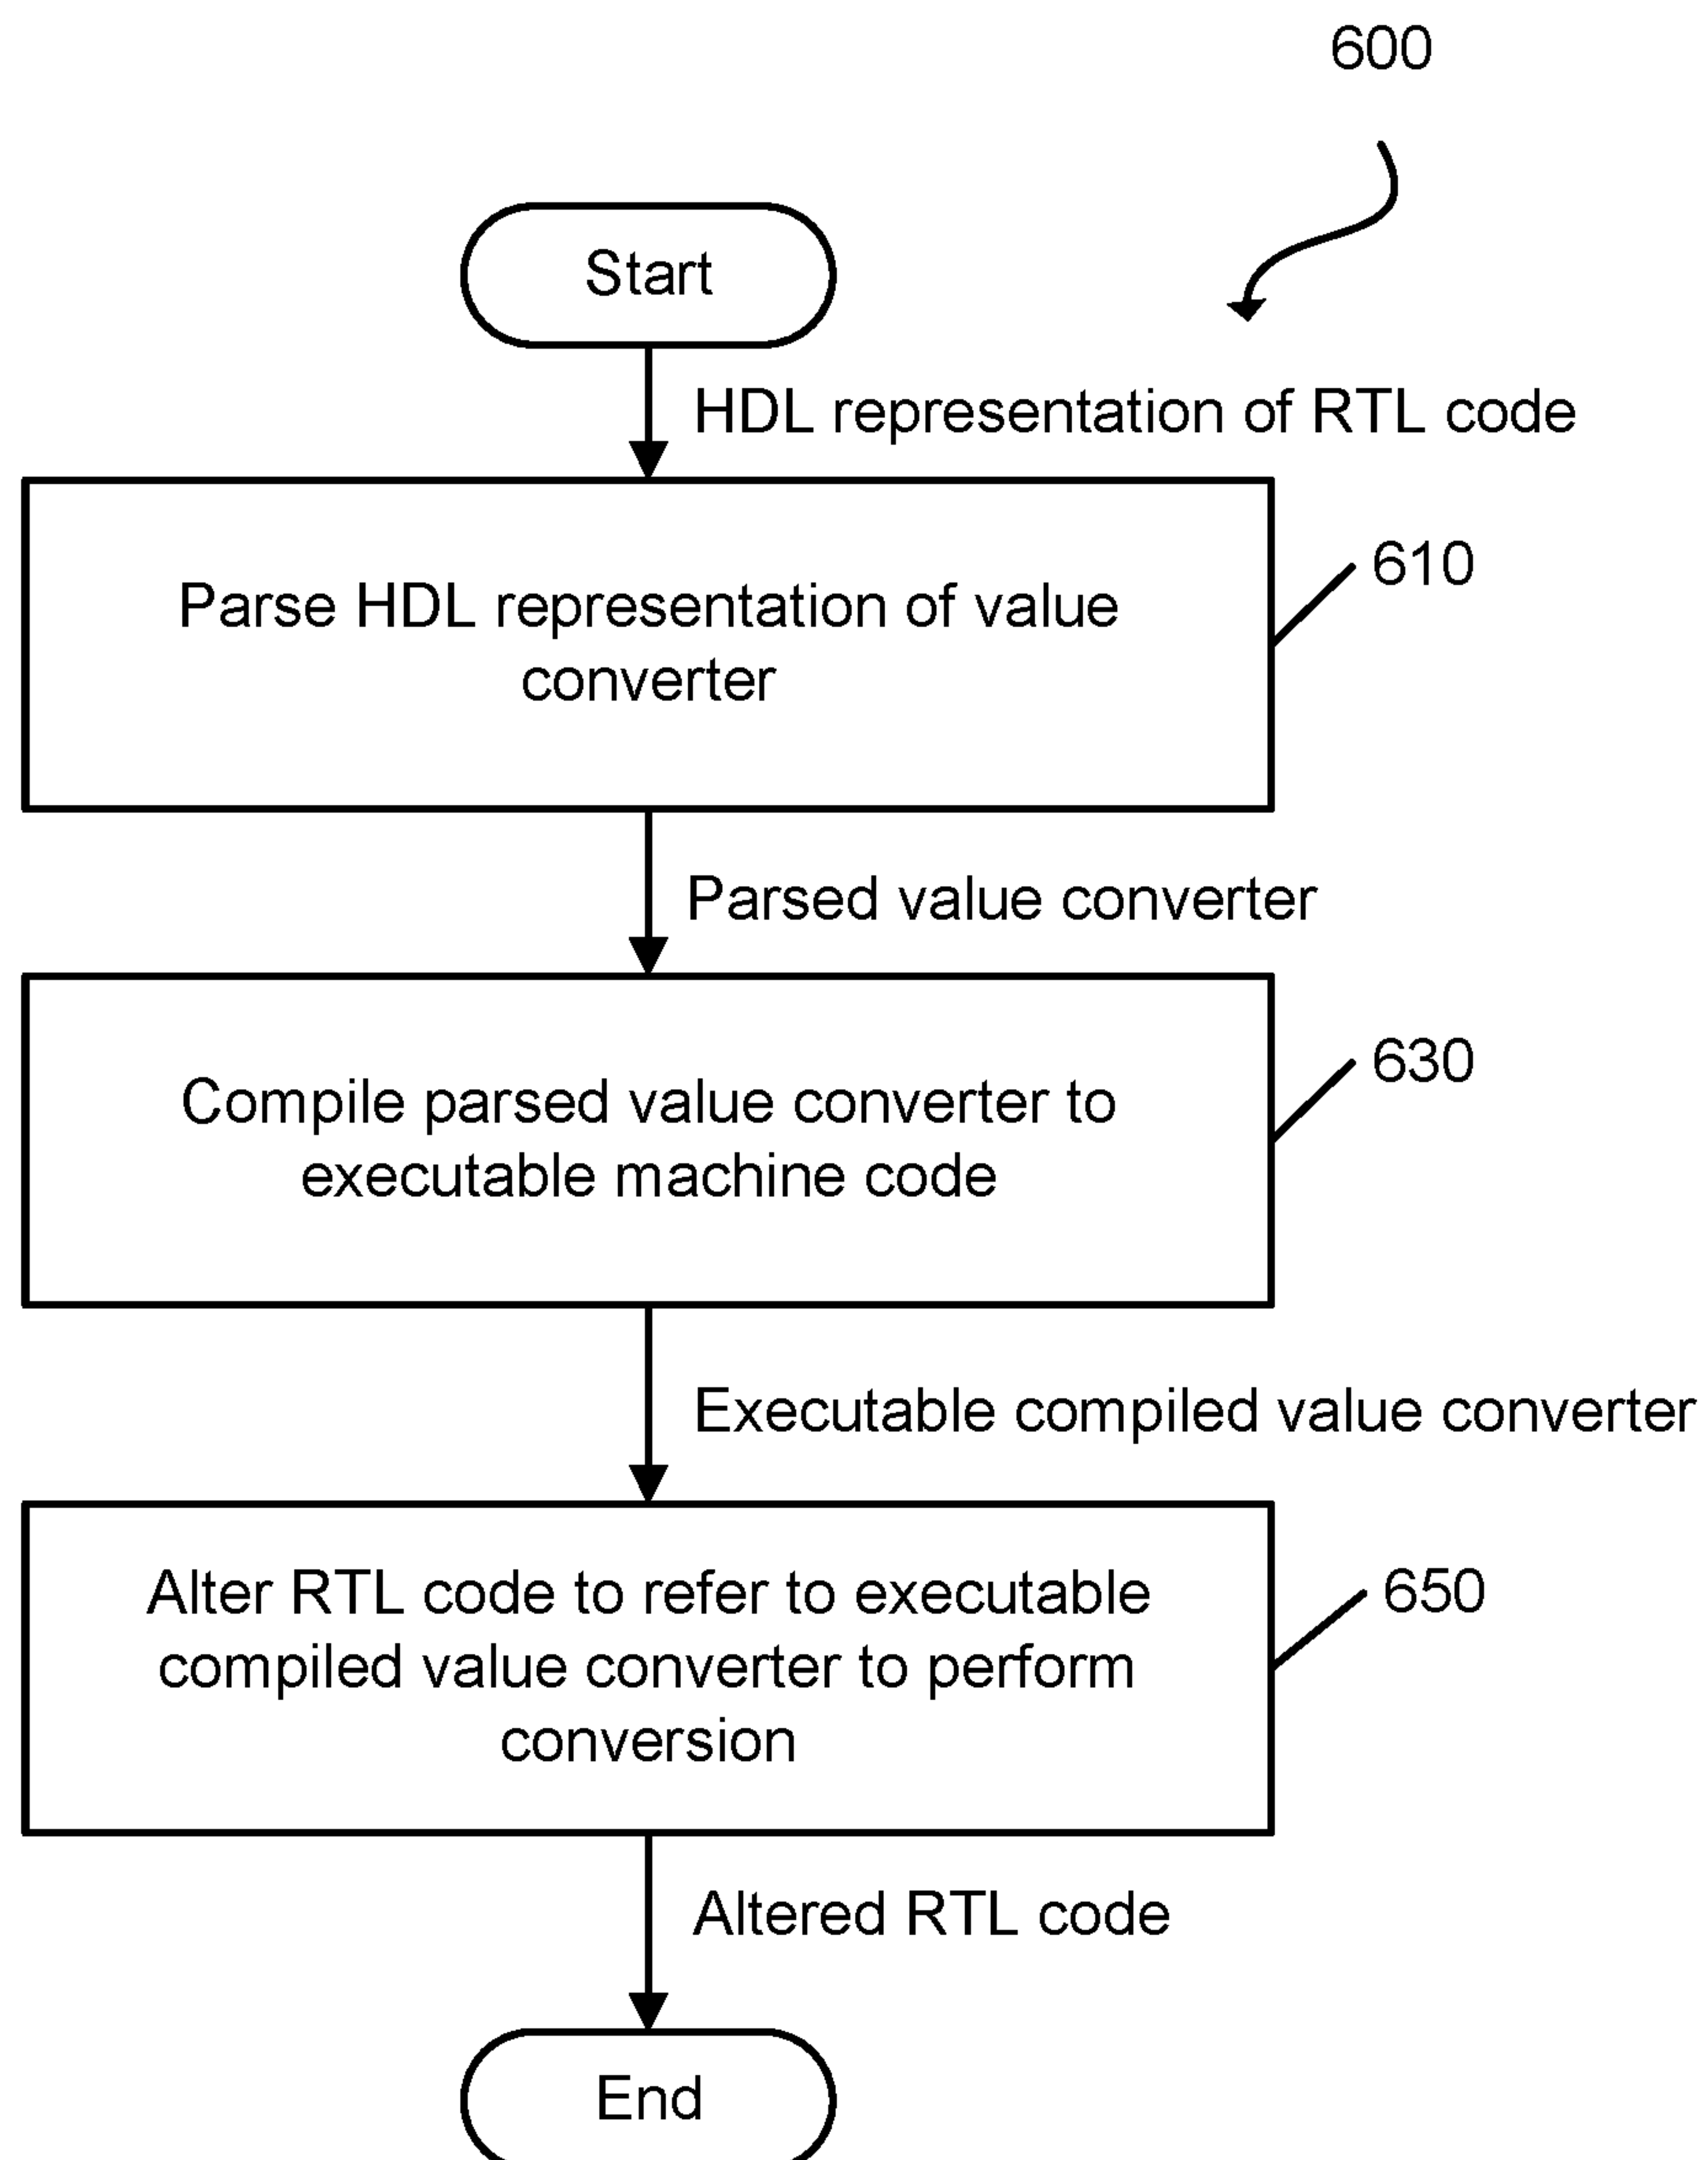 600
Start
HDL representation of RTL code
Parse HDL representation of value
converter
610
Parsed value converter
Compile parsed value converter to
executable machine code
630
Executable compiled value converter
Alter RTL code to refer to executable
compiled value converter to perform
conversion
650
Altered RTL code
End